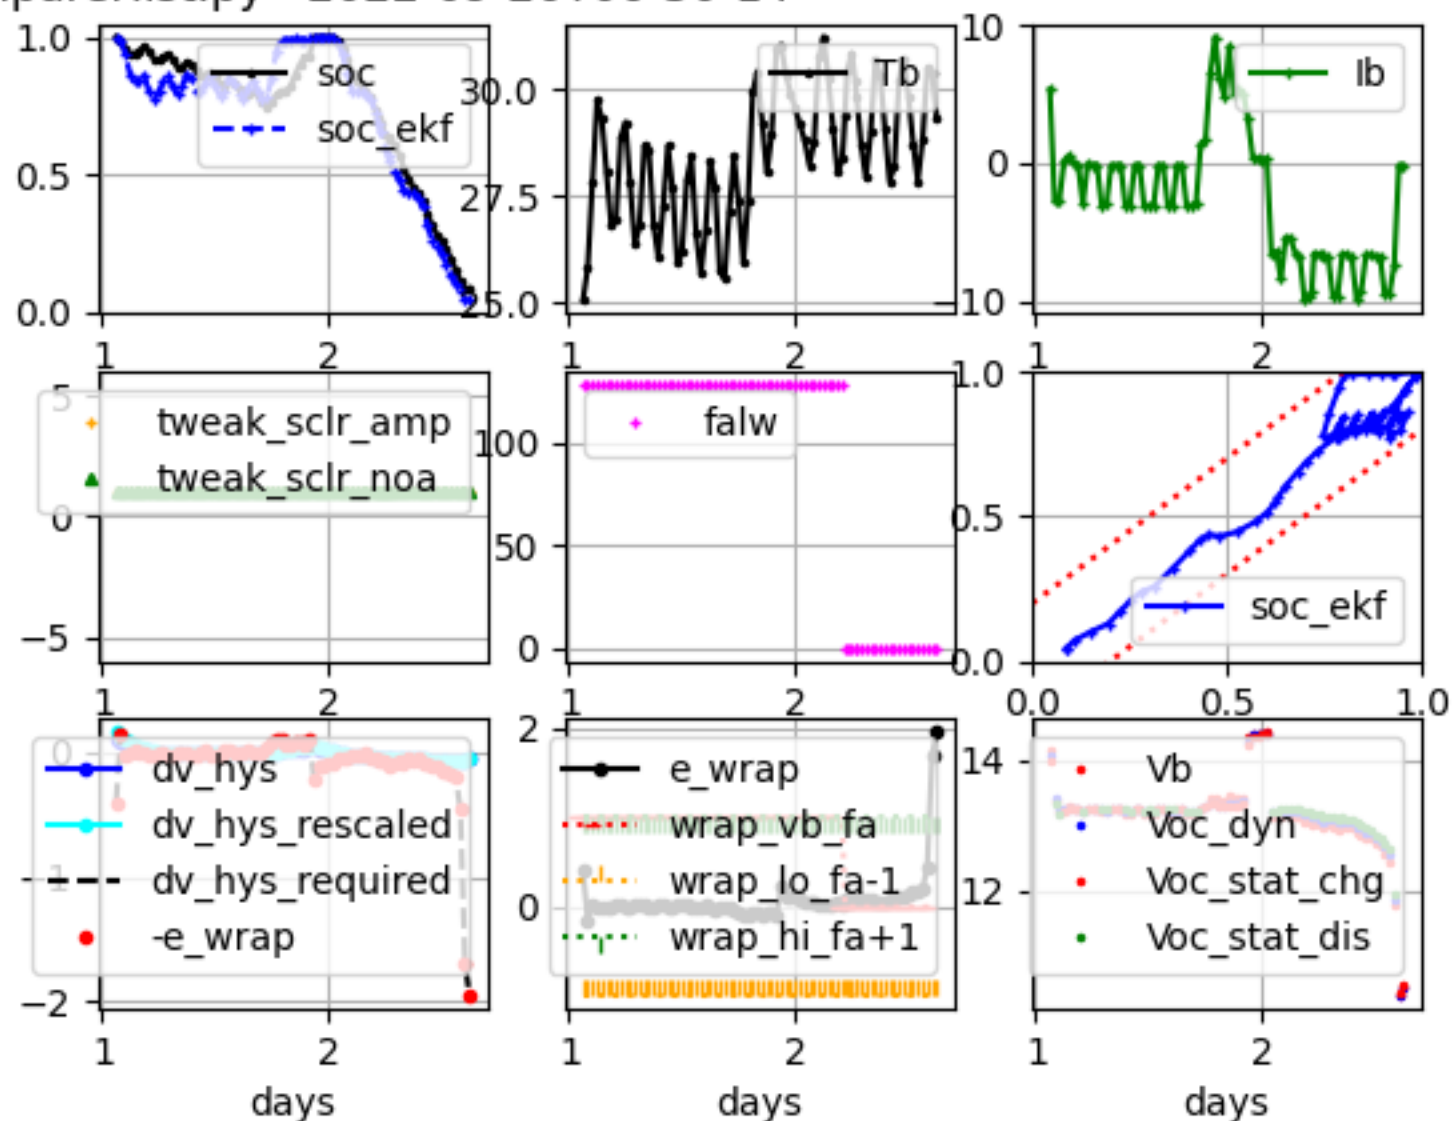 1.0
0.5
0.0
1
2
soc
soc_ekf
30.0
27.5
25.0
1
2
Tb
10
0
−10
1
2
Ib
5
0
−5
1
2
tweak_sclr_amp
tweak_sclr_noa
100
50
0
1
2
falw
1.0
0.5
0.0
0.0
0.5
1.0
soc_ekf
0
−1
−2
1
2
days
dv_hys
dv_hys_rescaled
dv_hys_required
-e_wrap
2
0
1
2
days
e_wrap
wrap_vb_fa
wrap_lo_fa-1
wrap_hi_fa+1
14
12
1
2
days
Vb
Voc_dyn
Voc_stat_chg
Voc_stat_dis